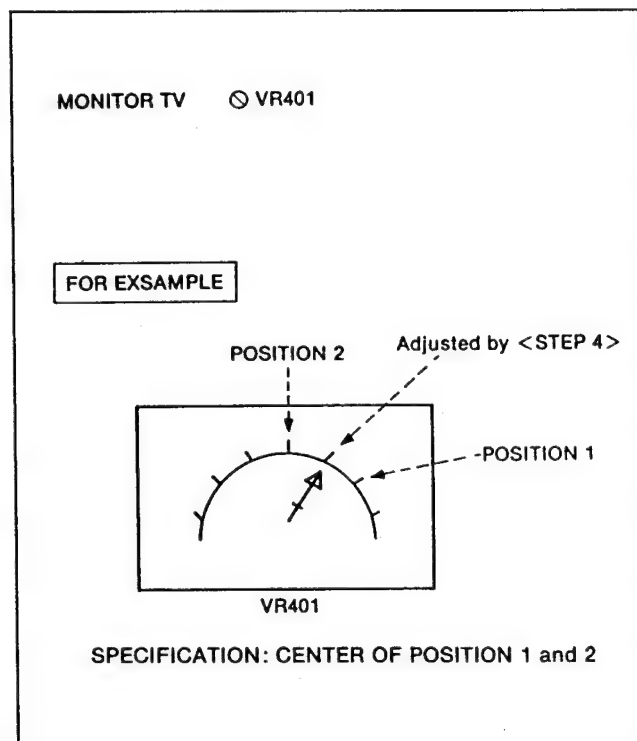 MONITOR TV ⊘ VR401
FOR EXSAMPLE
POSITION 2
Adjusted by <STEP 4>
POSITION 1
VR401
SPECIFICATION: CENTER OF POSITION 1 and 2